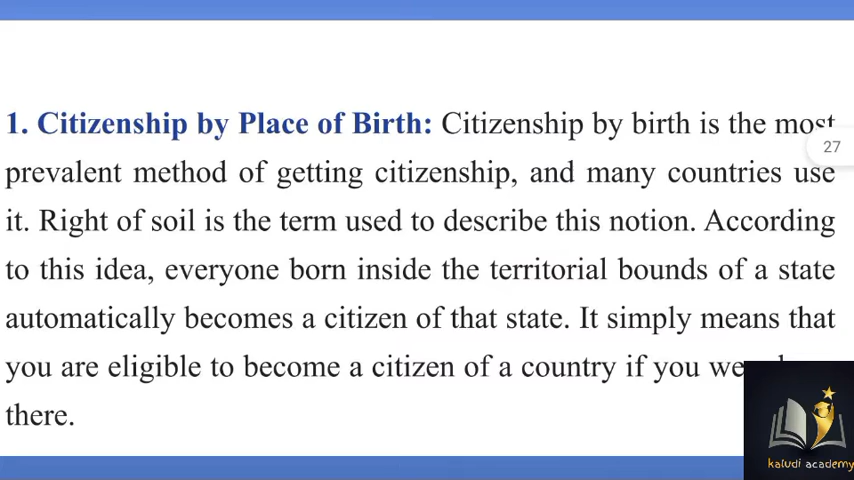 1. Citizenship by Place of Birth: Citizenship by birth is the most
27
prevalent method of getting citizenship, and many countries use
it. Right of soil is the term used to describe this notion. According
to this idea, everyone born inside the territorial bounds of a state
automatically becomes a citizen of that state. It simply means that
you are eligible to become a citizen of a country if you
there.
kaludi academy